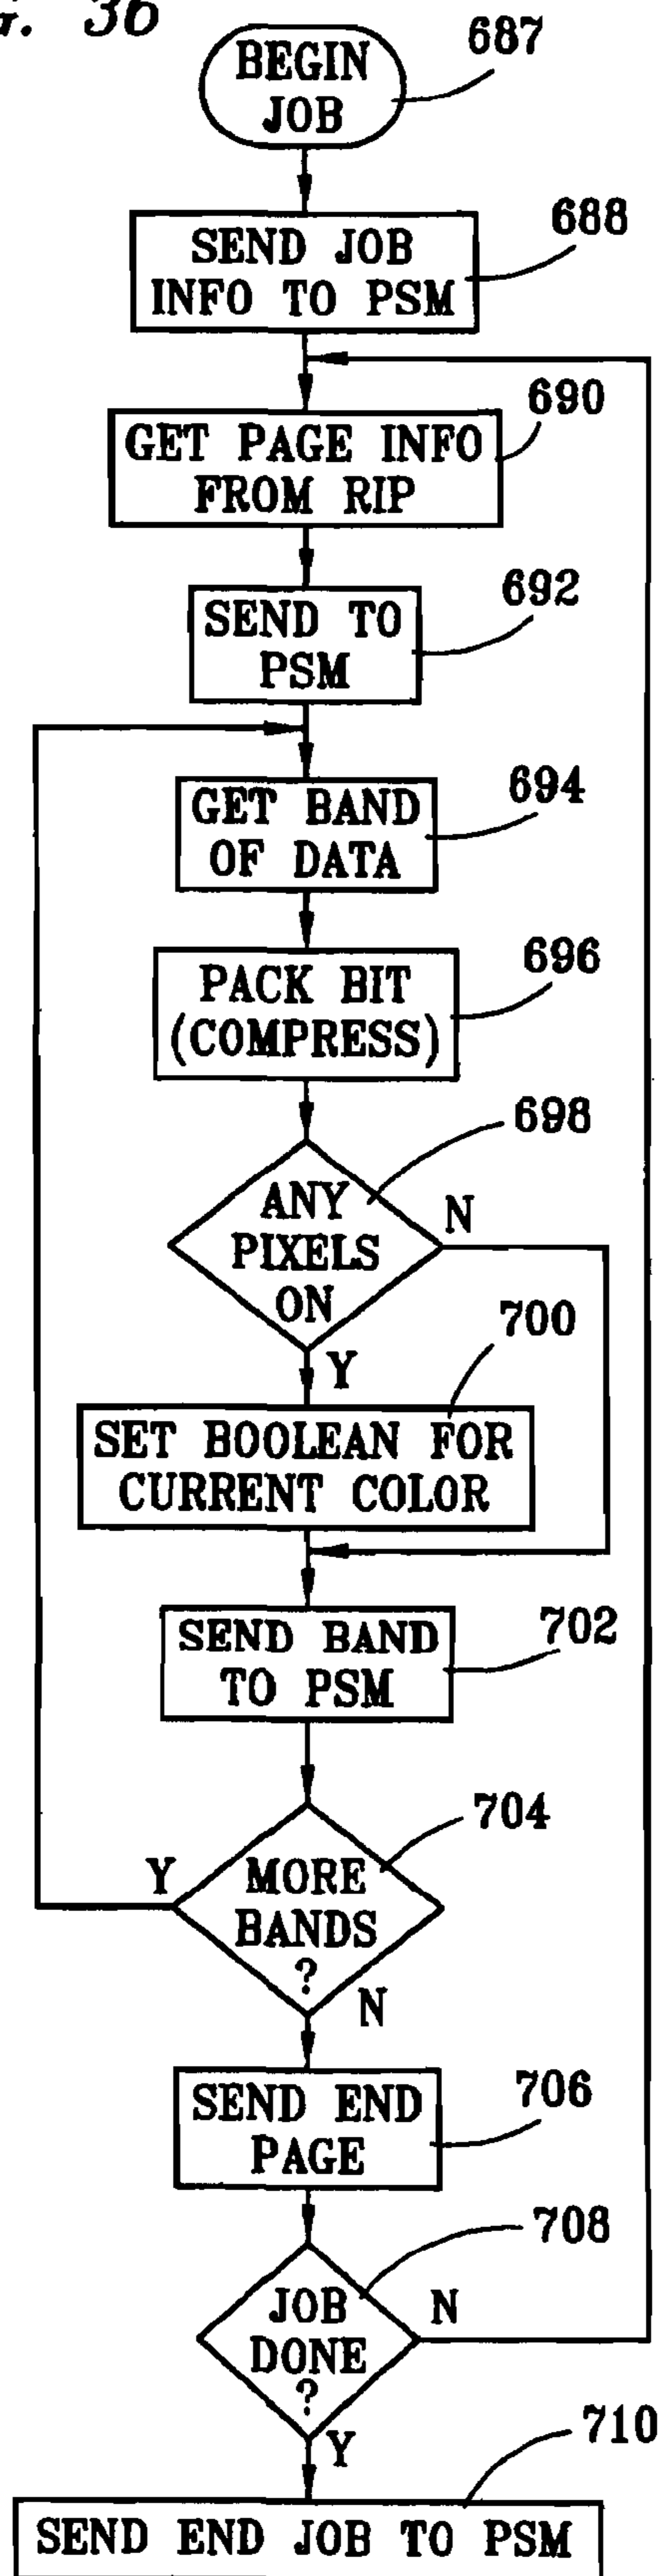 G. 36
BEGIN
JOB
687
SEND JOB
INFO TO PSM
688
GET PAGE INFO
FROM RIP
690
SEND TO
PSM
692
GET BAND
OF DATA
694
PACK BIT
(COMPRESS)
696
ANY
PIXELS
ON
698
N
Y
SET BOOLEAN FOR
CURRENT COLOR
700
SEND BAND
TO PSM
702
MORE
BANDS
?
704
Y
N
SEND END
PAGE
706
JOB
DONE
?
708
N
Y
SEND END JOB TO PSM
710